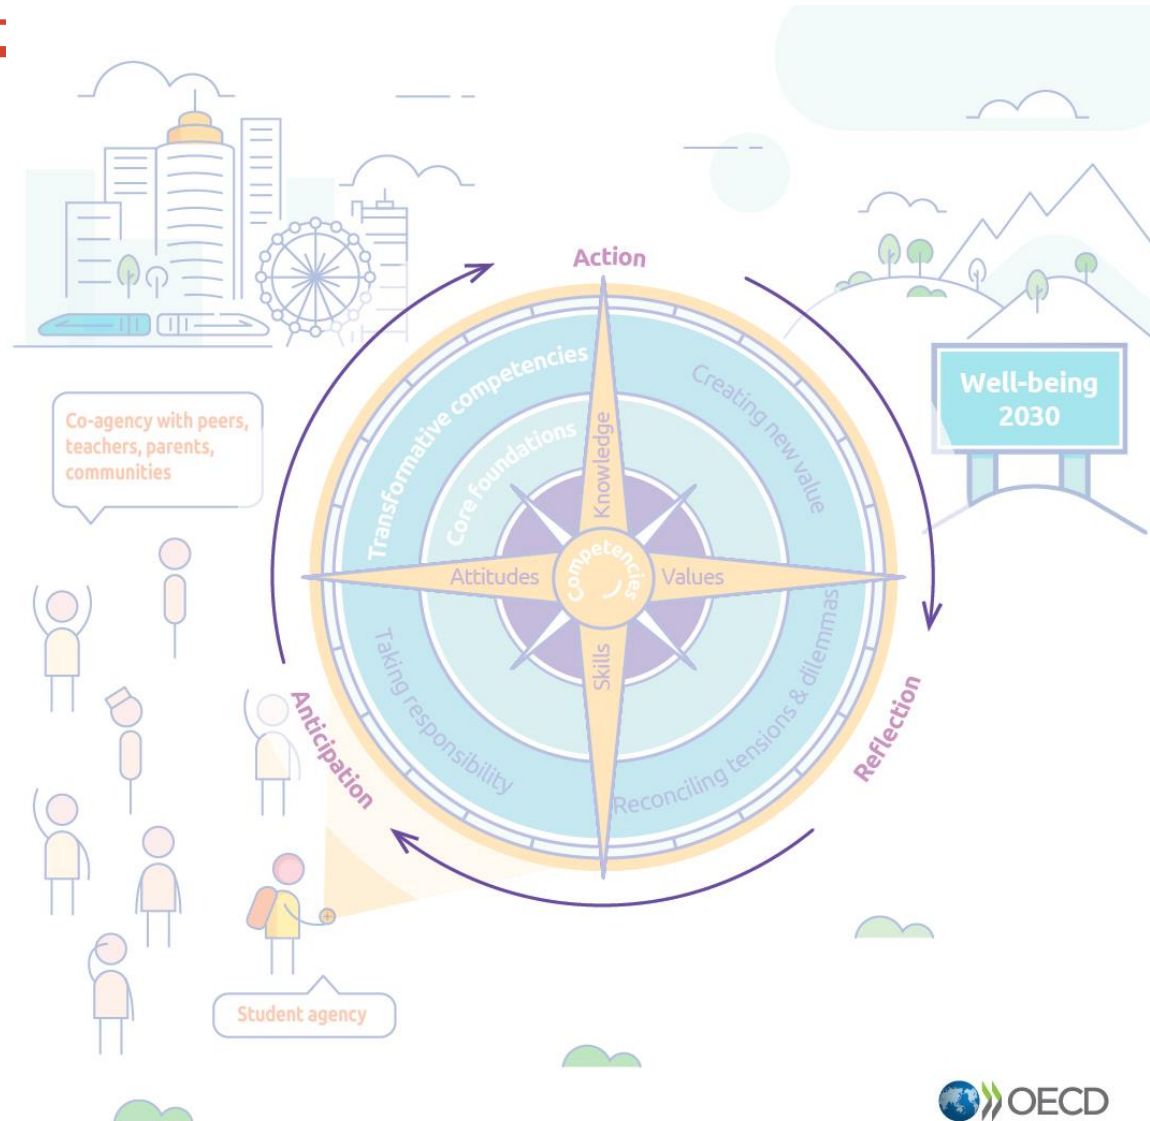 Action
Transformative competencies
Core foundations
Creating new value
Knowledge
Well-being
2030
Co-agency with peers,
teachers, parents,
communities
Attitudes
Competencies
Values
Skills
Taking responsibility
Reconciling tensions & dilemmas
Anticipation
Reflection
Student agency
OECD